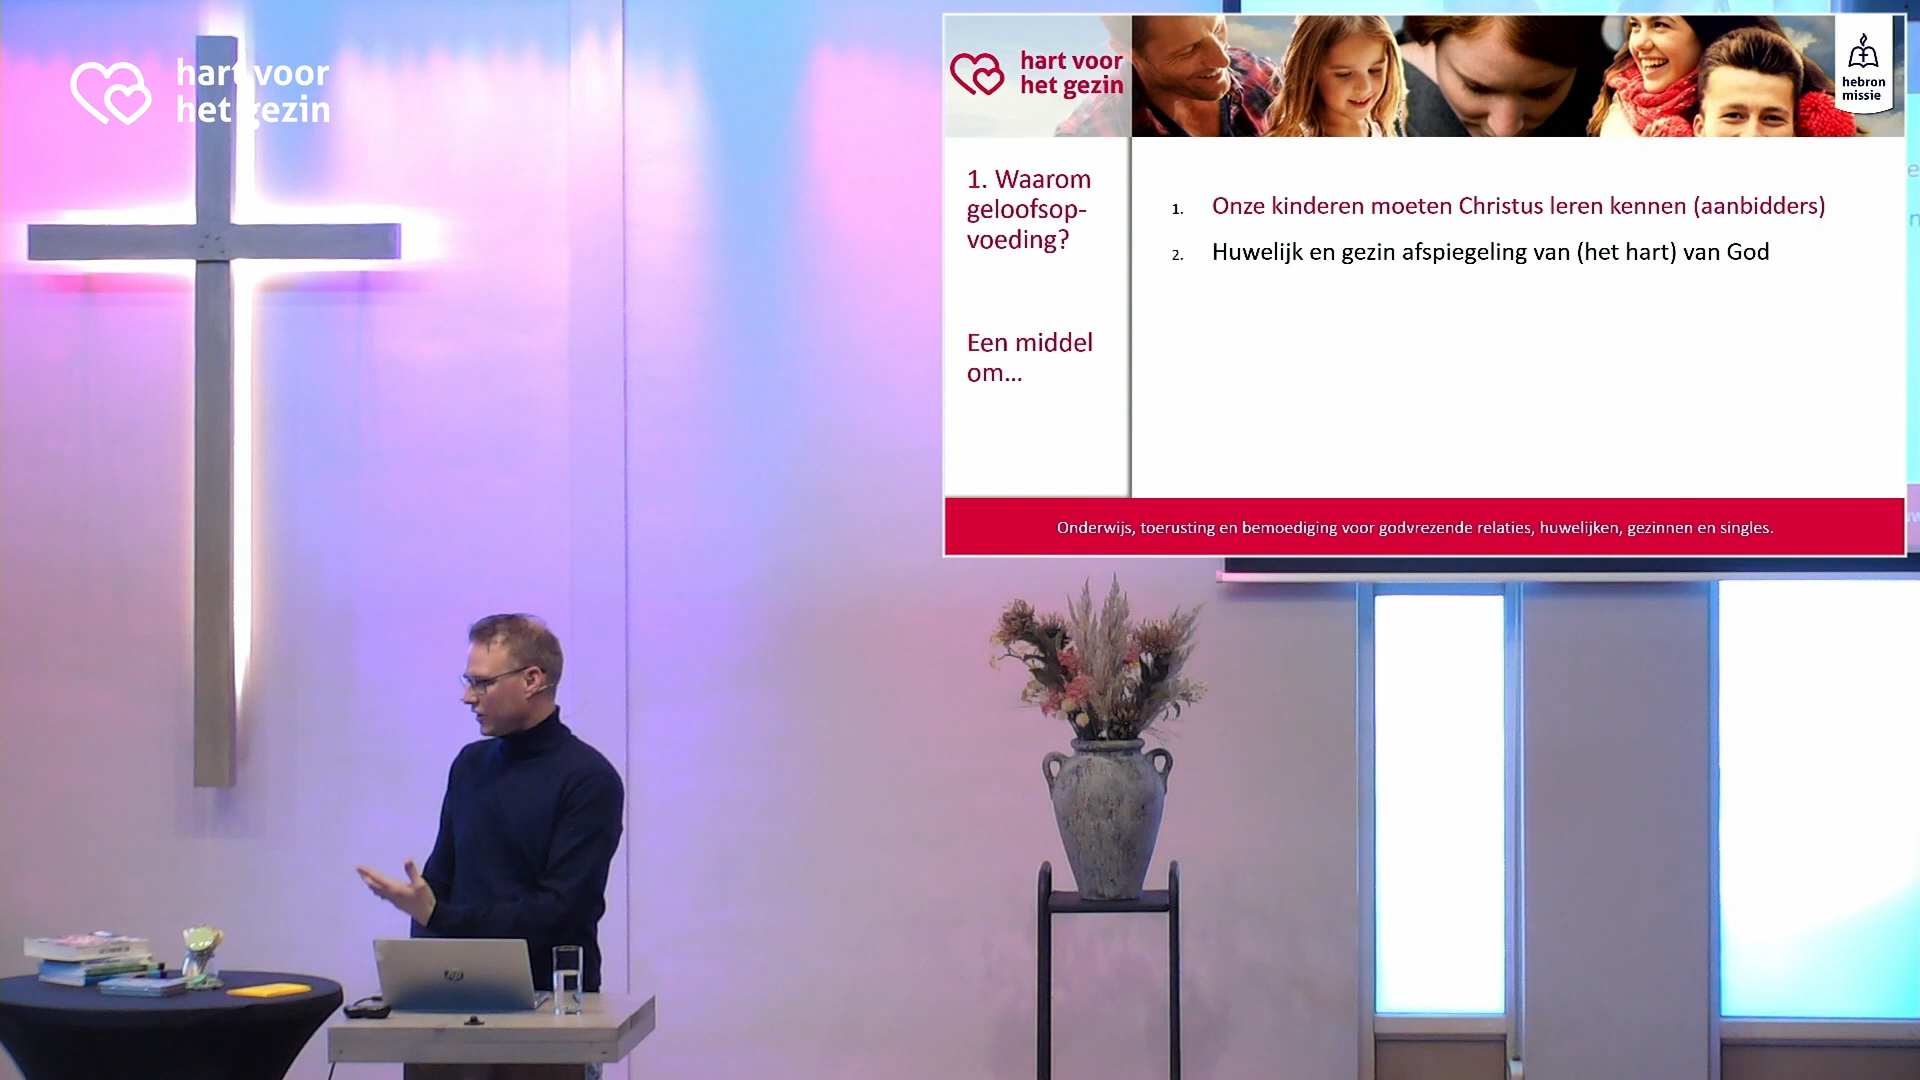 hart voor
het gezin
hart voor
het gezin
hebron
missie
1. Waarom
geloofsop-
voeding?
Een middel
om...
1. Onze kinderen moeten Christus leren kennen (aanbidders)
2. Huwelijk en gezin afspiegeling van (het hart) van God
Onderwijs, toerusting en bemoediging voor godvrezende relaties, huwelijken, gezinnen en singles.
hp